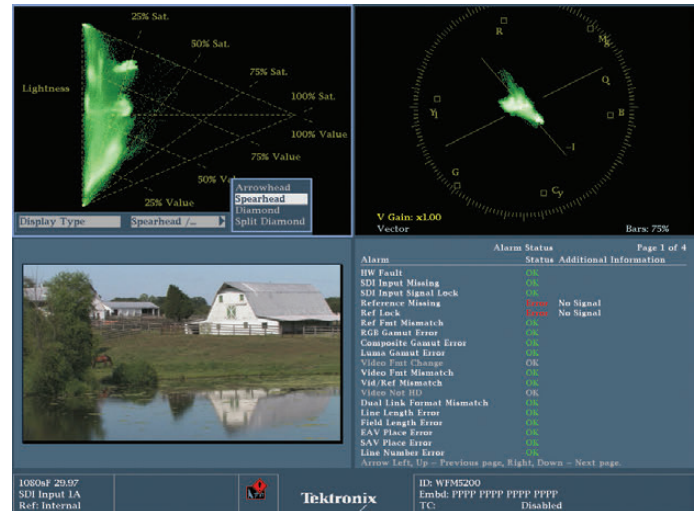 25% Sat.
50% Sat.
75% Sat.
100% Sat.
Lightness
100% Value
75% Value
50% Val
25% Value
Arrowhead
Spearhead
Diamond
Split Diamond
Display Type
Spearhead /...
R
Mg
Q
B
Yl
-I
G
Cy
V Gain: x1.00
Vector
Bars: 75%
Alarm Status Page 1 of 4
Alarm Status Additional Information
HW Fault OK
SDI Input Missing OK
SDI Input Signal Lock OK
Reference Missing Error No Signal
Ref Lock Error No Signal
Ref Fmt Mismatch OK
RGB Gamut Error OK
Composite Gamut Error OK
Luma Gamut Error OK
Video Fmt Change OK
Video Fmt Mismatch OK
Vid/Ref Mismatch OK
Video Not HD OK
Dual Link Format Mismatch OK
Line Length Error OK
Field Length Error OK
EAV Place Error OK
SAV Place Error OK
Line Number Error OK
Arrow Left, Up - Previous page, Right, Down - Next page.
1080sF 29.97
SDI Input 1A
Ref: Internal
Tektronix
ID: WFM5200
Embd: PPPP PPPP PPPP PPPP
TC: Disabled